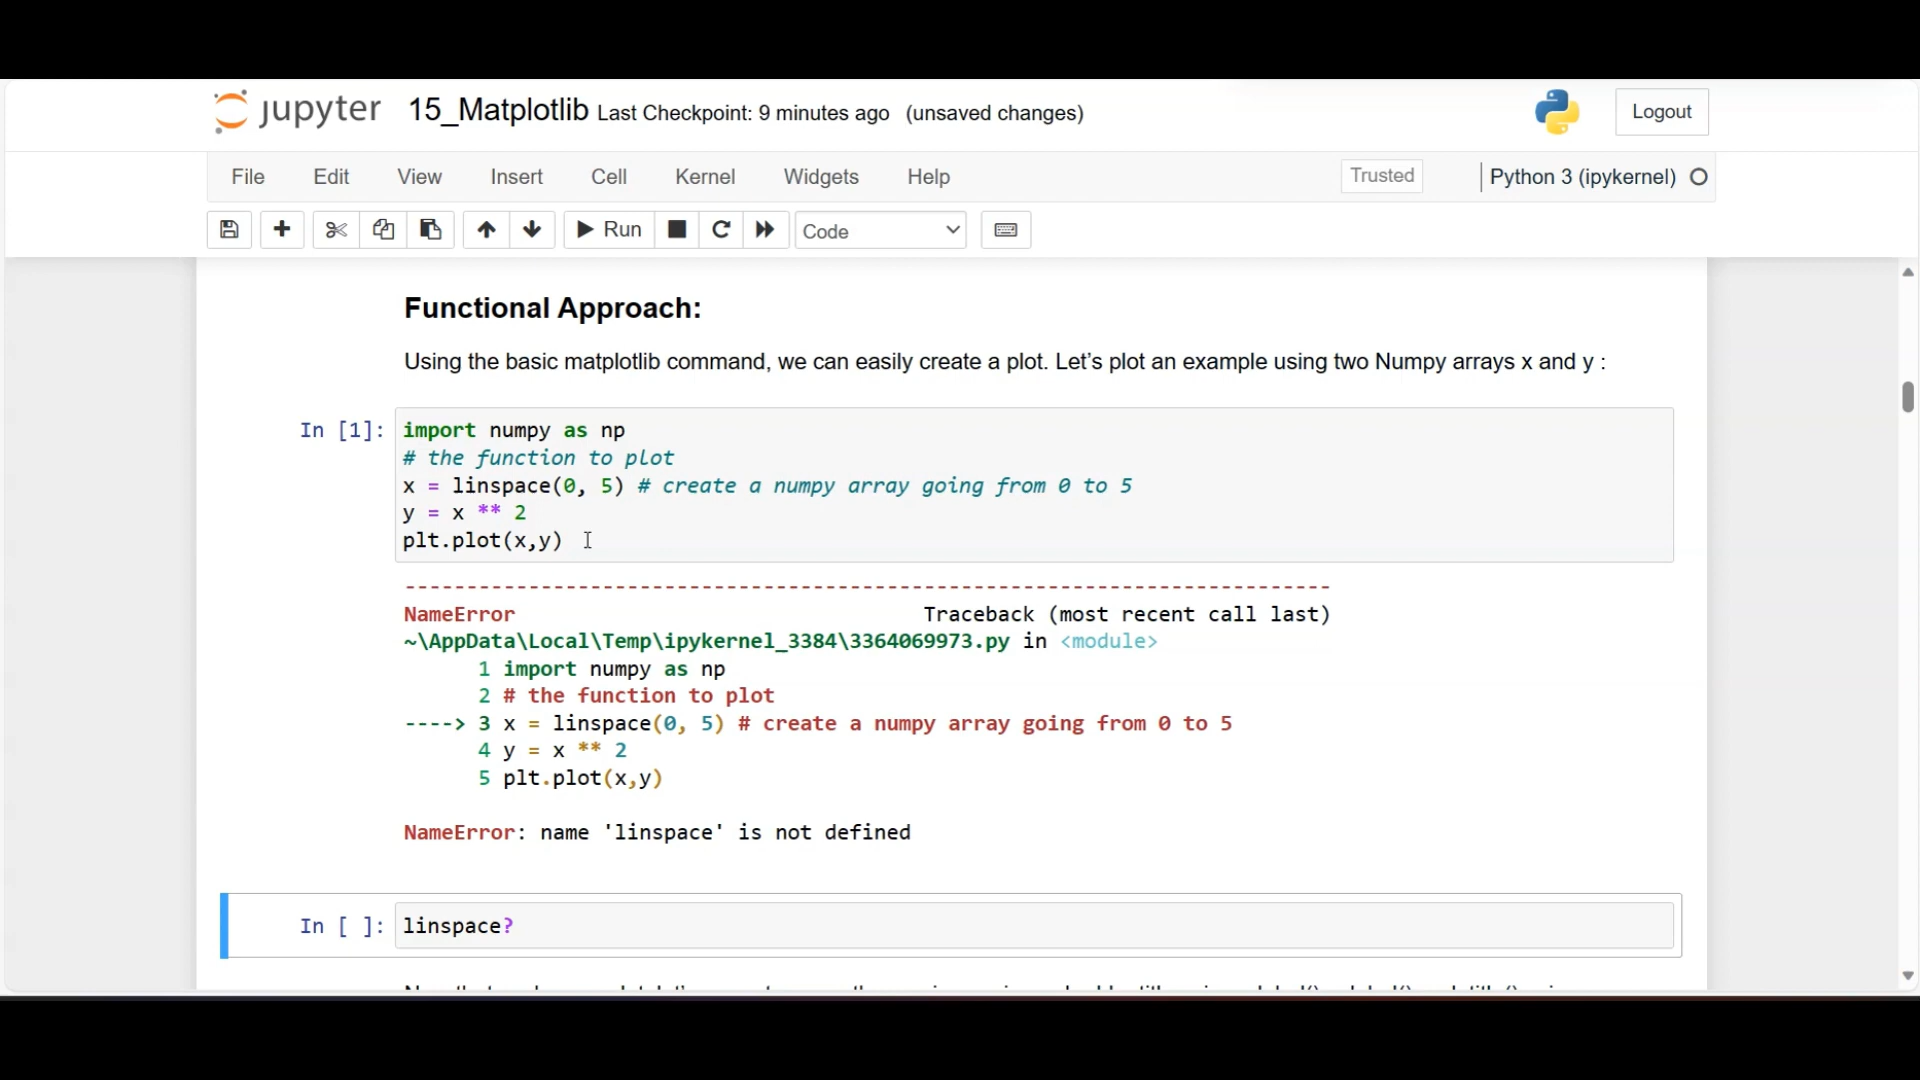 jupyter 15_Matplotlib Last Checkpoint: 9 minutes ago (unsaved changes)
Logout
File Edit View Insert Cell Kernel Widgets Help
Trusted
Python 3 (ipykernel)
Run
Code
Functional Approach:
Using the basic matplotlib command, we can easily create a plot. Let's plot an example using two Numpy arrays x and y :
In [1]: import numpy as np
# the function to plot
x = linspace(0, 5) # create a numpy array going from 0 to 5
y = x ** 2
plt.plot(x,y)
---------------------------------------------------------------------------
NameError Traceback (most recent call last)
~\AppData\Local\Temp\ipykernel_3384\3364069973.py in <module>
1 import numpy as np
2 # the function to plot
----> 3 x = linspace(0, 5) # create a numpy array going from 0 to 5
4 y = x ** 2
5 plt.plot(x,y)
NameError: name 'linspace' is not defined
In [ ]: linspace?